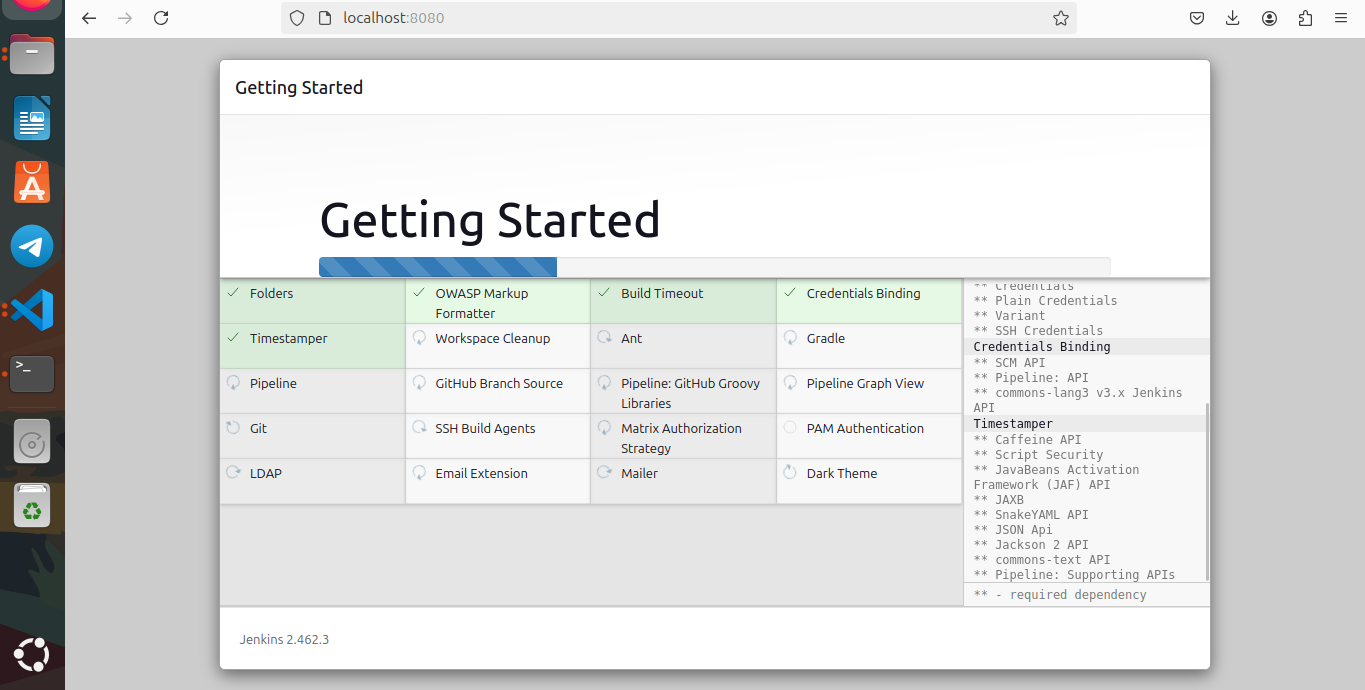 localhost:8080
Getting Started
Getting Started
Folders
OWASP Markup
Formatter
Build Timeout
Credentials Binding
Timestamper
Workspace Cleanup
Ant
Gradle
Pipeline
GitHub Branch Source
Pipeline: GitHub Groovy
Libraries
Pipeline Graph View
Git
SSH Build Agents
Matrix Authorization
Strategy
PAM Authentication
LDAP
Email Extension
Mailer
Dark Theme
** Credentials
** Plain Credentials
** Variant
** SSH Credentials
Credentials Binding
** SCM API
** Pipeline: API
** commons-lang3 v3.x Jenkins
API
Timestamper
** Caffeine API
** Script Security
** JavaBeans Activation
Framework (JAF) API
** JAXB
** SnakeYAML API
** JSON Api
** Jackson 2 API
** commons-text API
** Pipeline: Supporting APIs
** - required dependency
Jenkins 2.462.3